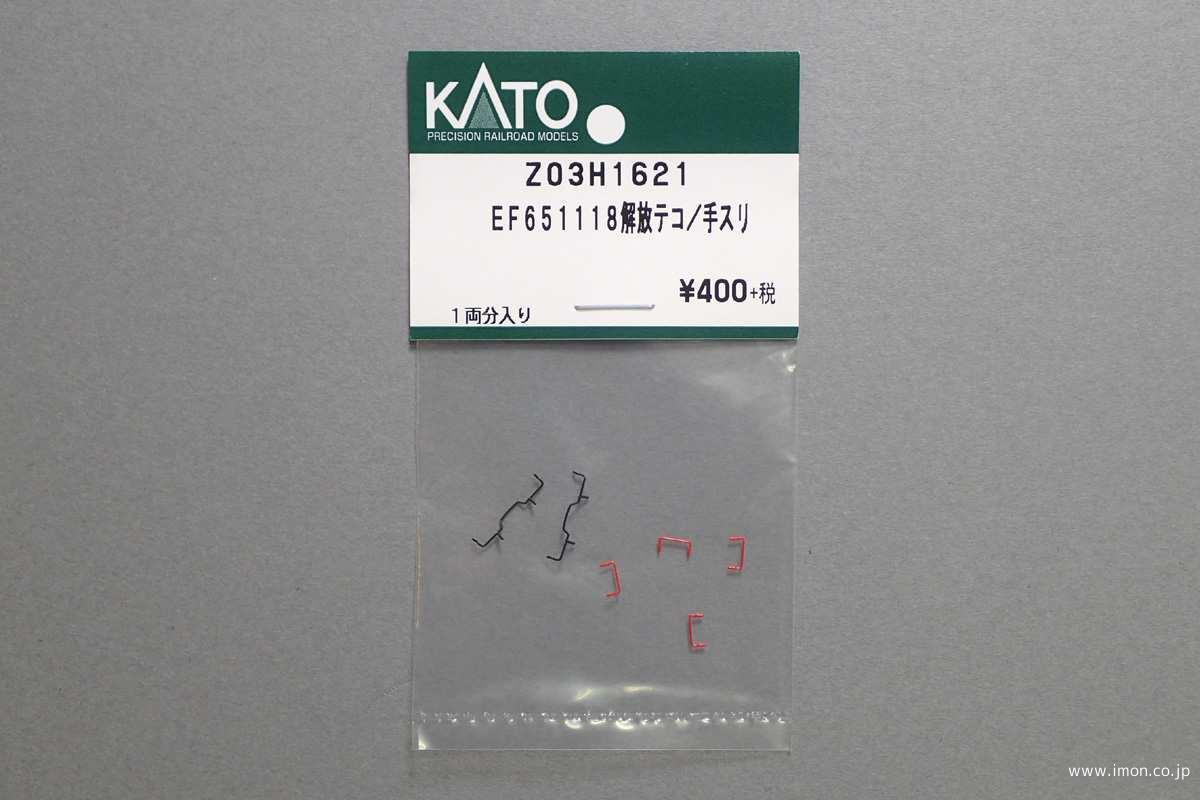 KATO
PRECISION RAILROAD MODELS
Z03H1621
EF651118解放テコ/手スリ
¥400+税
1両分入り
www.imon.co.jp